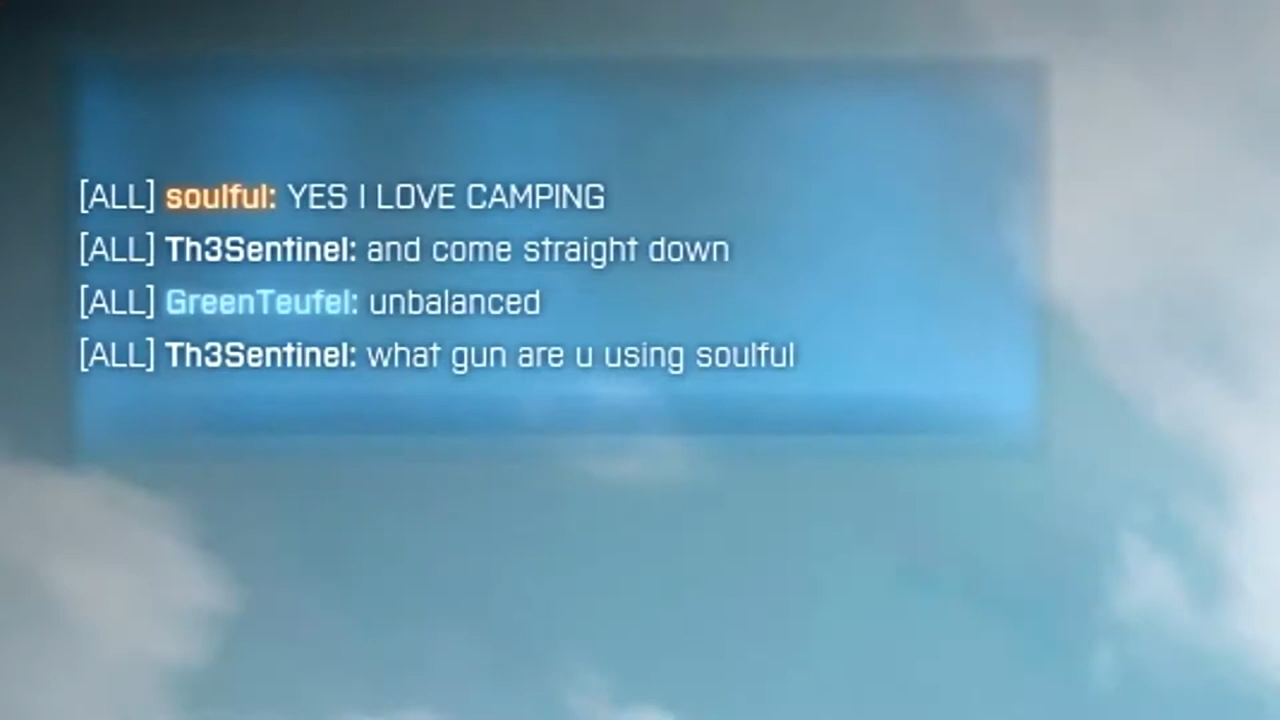 [ALL] soulful: YES I LOVE CAMPING
[ALL] Th3Sentinel: and come straight down
[ALL] GreenTeufel: unbalanced
[ALL] Th3Sentinel: what gun are u using soulful